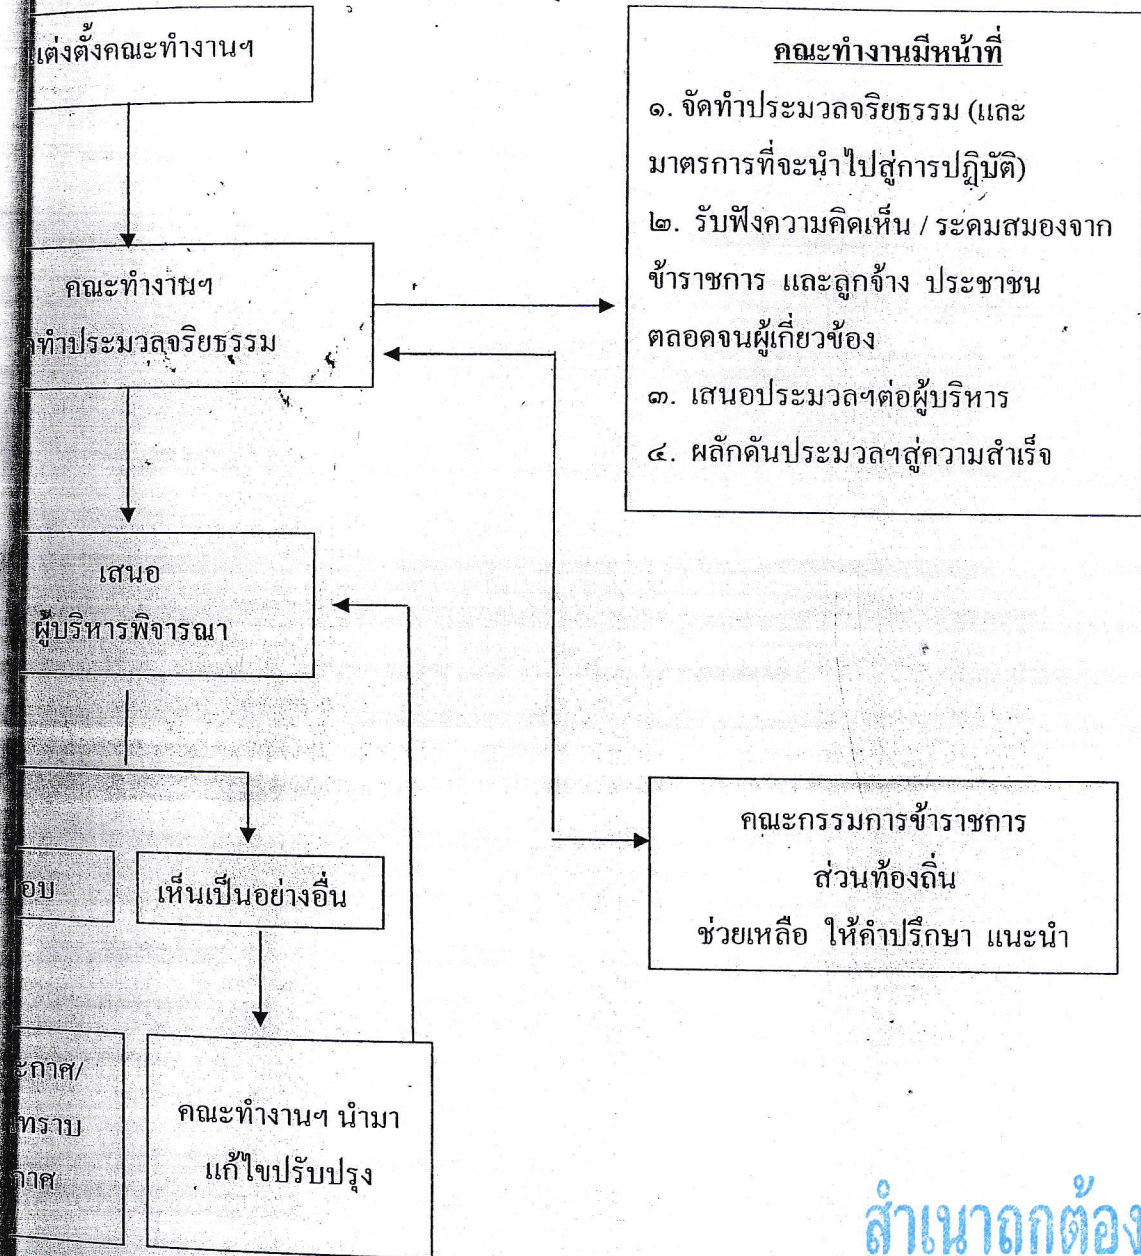 แต่งตั้งคณะทำงานฯ
คณะทำงานมีหน้าที่
๑. จัดทำประมวลจริยธรรม (และ
มาตรการที่จะนำไปสู่การปฏิบัติ)
๒. รับฟังความคิดเห็น / ระดมสมองจาก
ข้าราชการ และลูกจ้าง ประชาชน
ตลอดจนผู้เกี่ยวข้อง
๓. เสนอประมวลฯต่อผู้บริหาร
๔. ผลักดันประมวลฯสู่ความสำเร็จ
คณะทำงานฯ
ทำประมวลจริยธรรม
เสนอ
ผู้บริหารพิจารณา
คณะกรรมการข้าราชการ
ส่วนท้องถิ่น
ช่วยเหลือ ให้คำปรึกษา แนะนำ
อบ
เห็นเป็นอย่างอื่น
ะกาศ/
ทราบ
กาศ
คณะทำงานฯ นำมา
แก้ไขปรับปรุง
สำเนาถูกต้อง